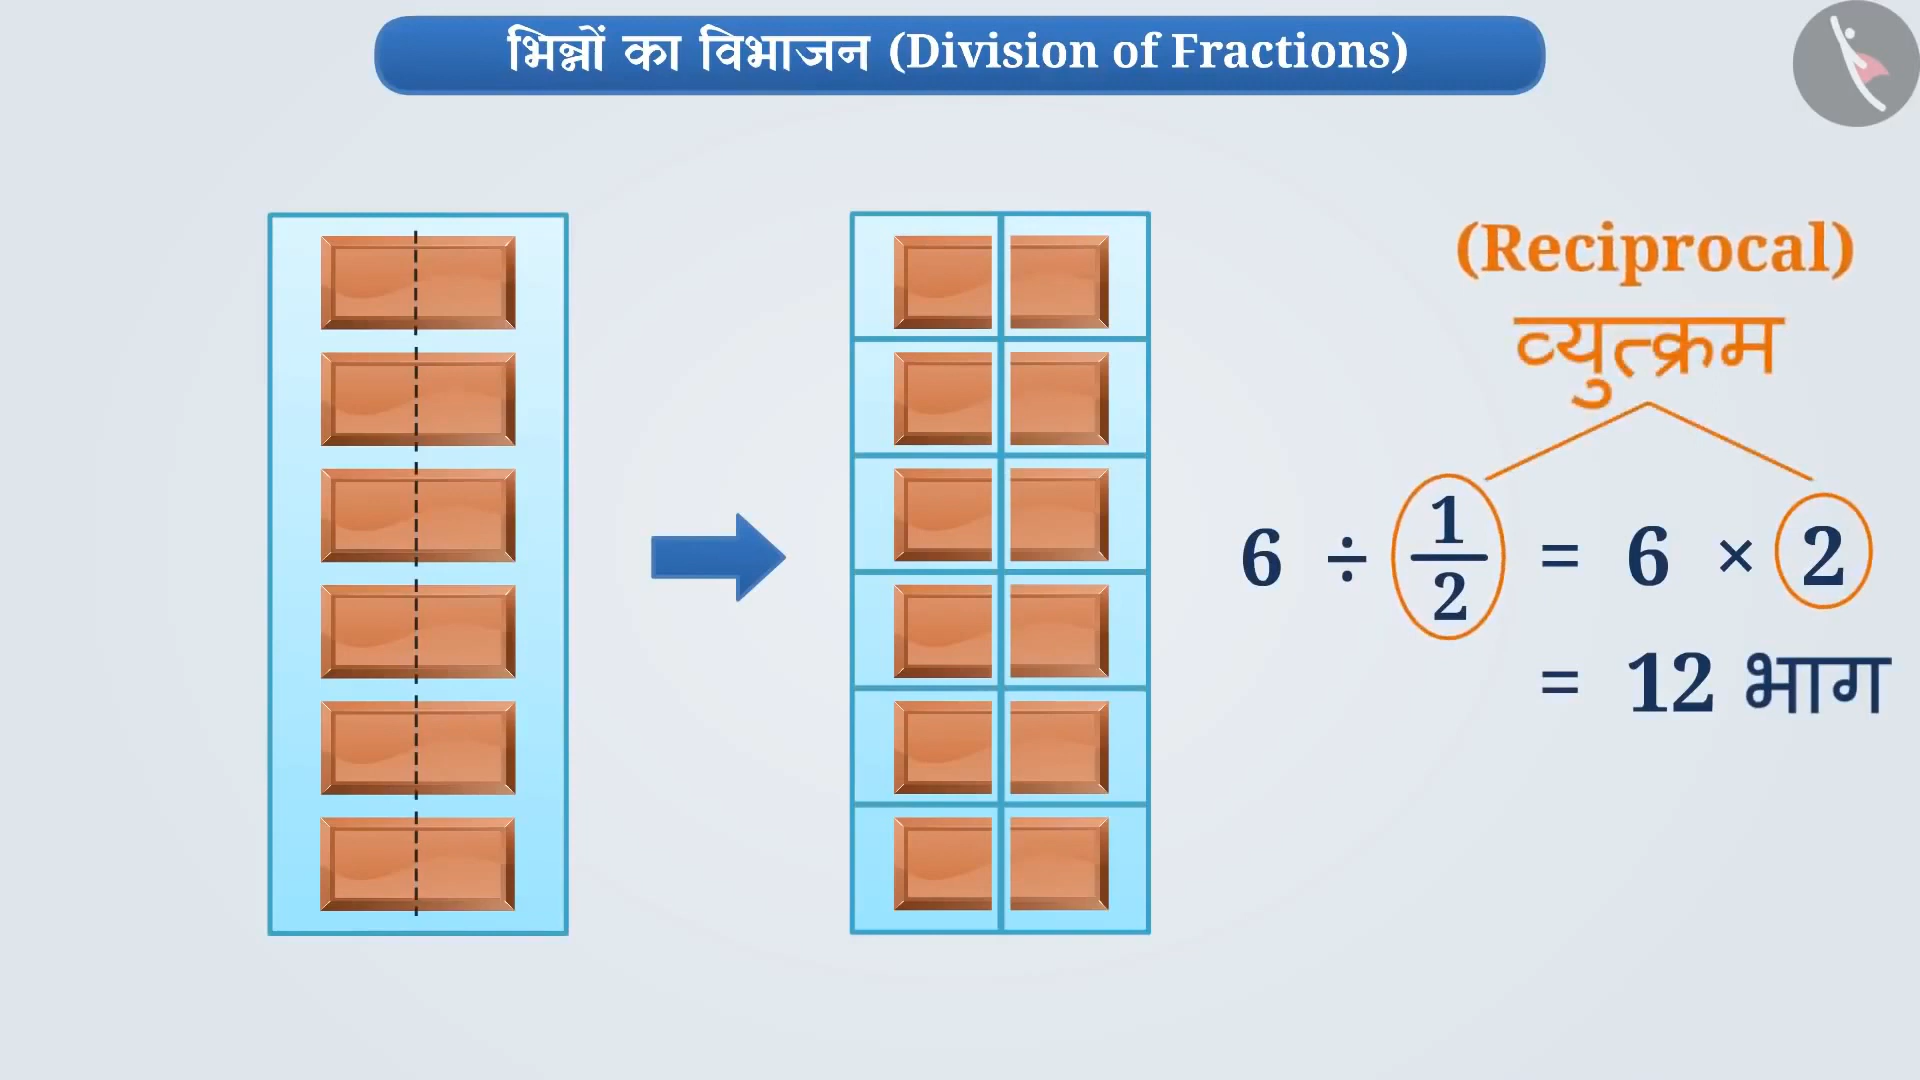 भिन्नों का विभाजन (Division of Fractions)
(Reciprocal)
व्युत्क्रम
6 ÷ 1/2 = 6 × 2
= 12 भाग